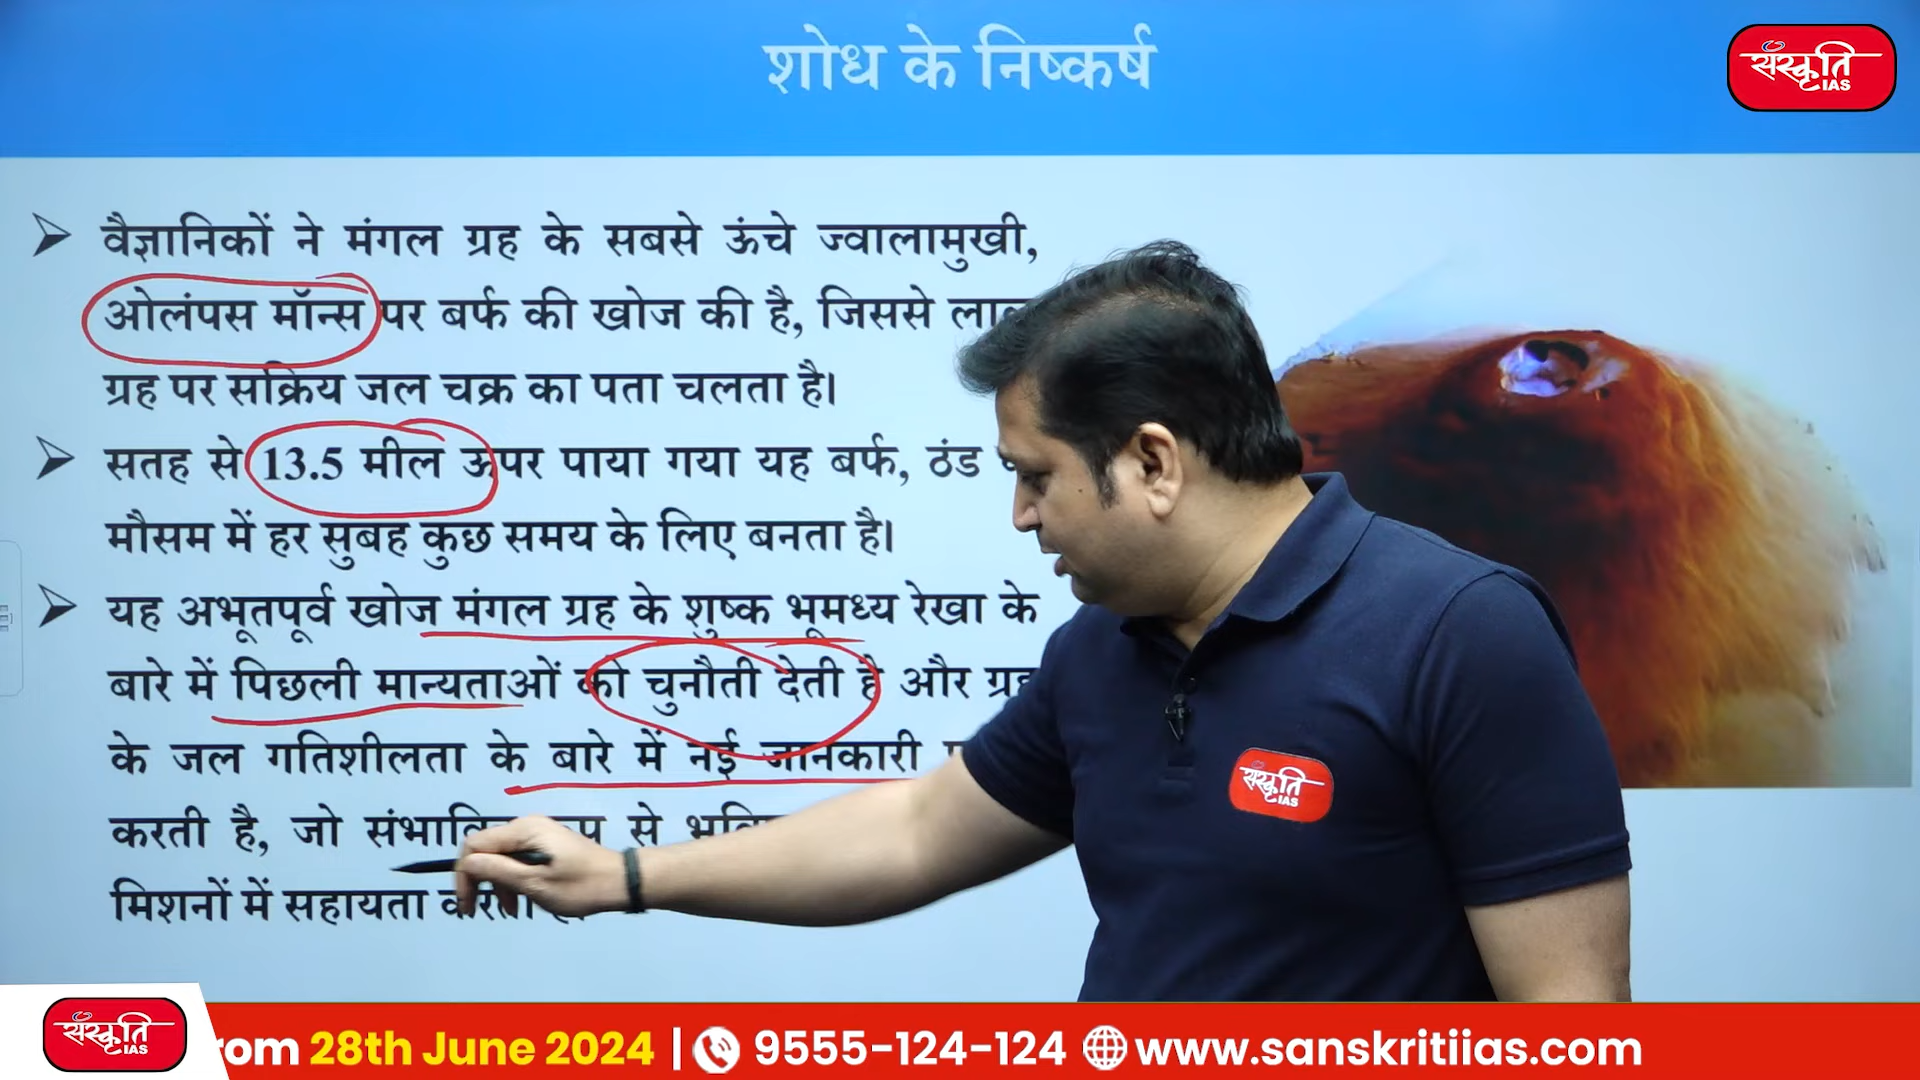 शोध के निष्कर्ष
संस्कृति
IAS
वैज्ञानिकों ने मंगल ग्रह के सबसे ऊंचे ज्वालामुखी,
ओलंपस मॉन्स पर बर्फ की खोज की है, जिससे
ग्रह पर सक्रिय जल चक्र का पता चलता है।
सतह से 13.5 मील ऊपर पाया गया यह बर्फ, ठंड
मौसम में हर सुबह कुछ समय के लिए बनता है।
यह अभूतपूर्व खोज मंगल ग्रह के शुष्क भूमध्य रेखा के
बारे में पिछली मान्यताओं को चुनौती देती है और ग्रह
के जल गतिशीलता के बारे में नई जानकारी
करती है, जो से
मिशनों में सहायता
संस्कृति
IAS
संस्कृति
IAS
rom 28th June 2024 | 9555-124-124 www.sanskritiias.com